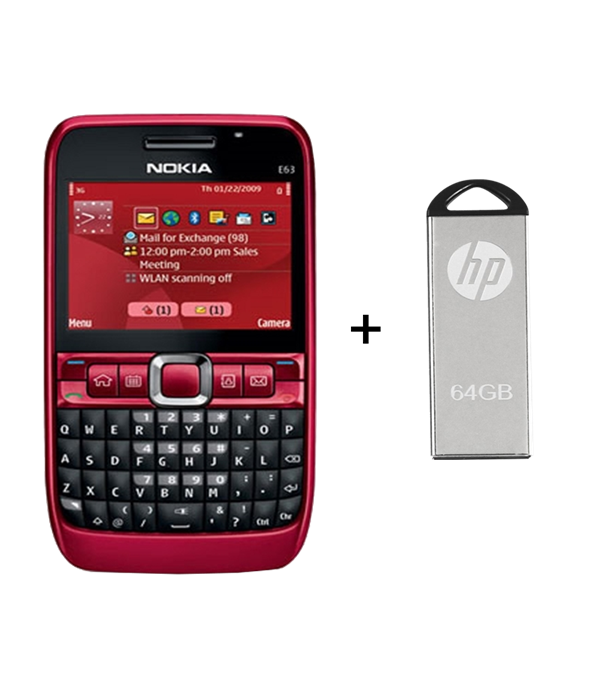 NOKIA
E63
3G
Th 01/22/2009
Mail for Exchange (98)
12:00 pm-2:00 pm Sales
Meeting
WLAN scanning off
(1) (1)
Menu Camera
+
hp
64GB
1 2 3 * + =
Q W E R T Y U I O P
4 5 6 # -
A S D F G H J K L
7 8 9
Z X C V B N M , .
( ) 0
@ / ' ? Ctrl Chr